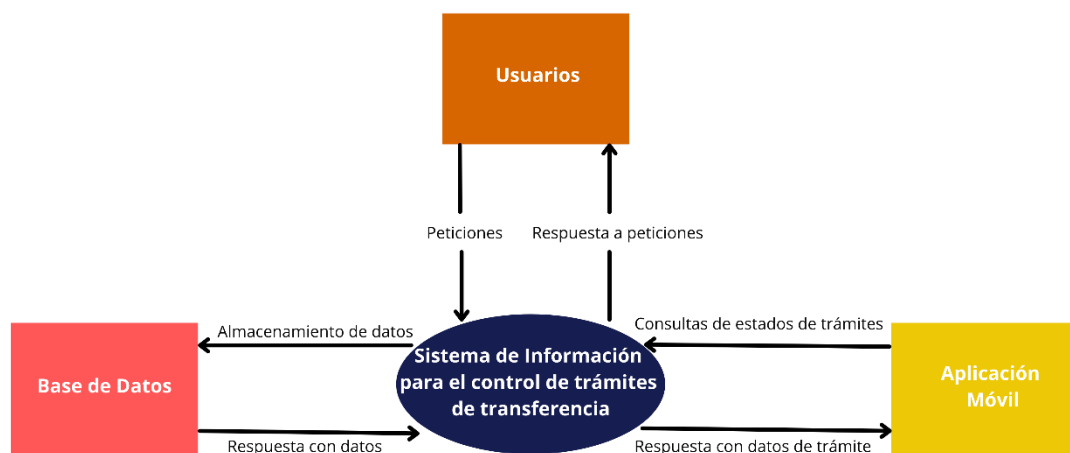 Usuarios
Peticiones
Respuesta a peticiones
Almacenamiento de datos
Consultas de estados de trámites
Base de Datos
Sistema de Información
para el control de trámites
de transferencia
Aplicación
Móvil
Respuesta con datos
Respuesta con datos de trámite